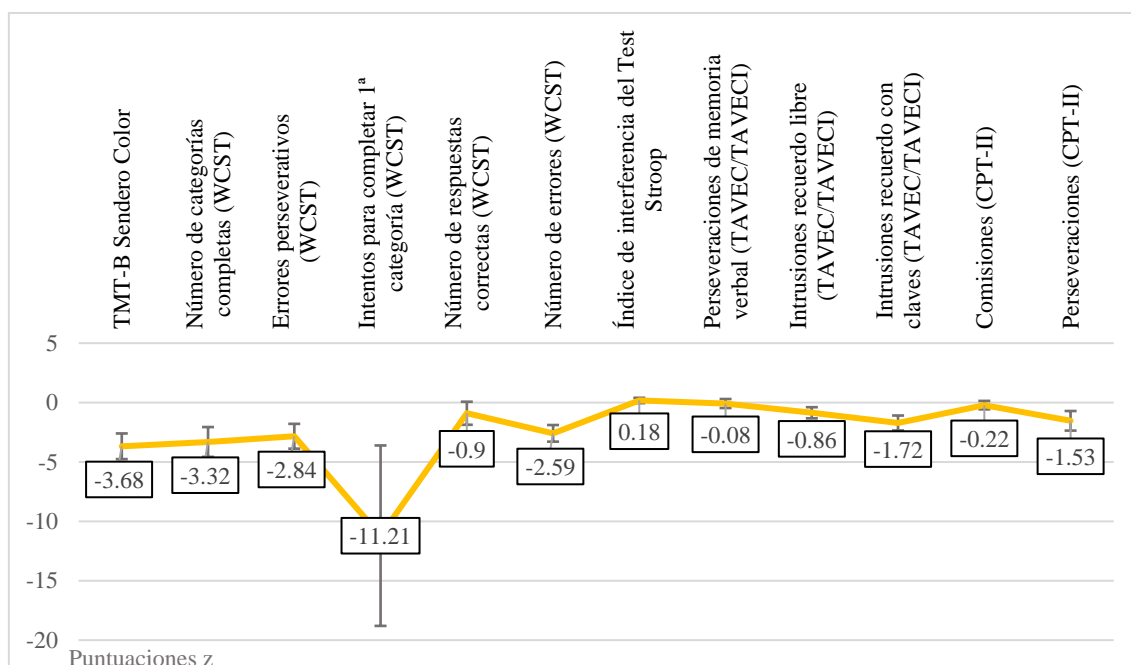 TMT-B Sendero Color
Número de categorías
completas (WCST)
Errores perseverativos
(WCST)
Intentos para completar 1ª
categoría (WCST)
Número de respuestas
correctas (WCST)
Número de errores (WCST)
Índice de interferencia del Test
Stroop
Perseveraciones de memoria
verbal (TAVEC/TAVECI)
Intrusiones recuerdo libre
(TAVEC/TAVECI)
Intrusiones recuerdo con
claves (TAVEC/TAVECI)
Comisiones (CPT-II)
Perseveraciones (CPT-II)
5
0
-5
-10
-15
-20
-3.68
-3.32
-2.84
-11.21
-0.9
-2.59
0.18
-0.08
-0.86
-1.72
-0.22
-1.53
Puntuaciones z